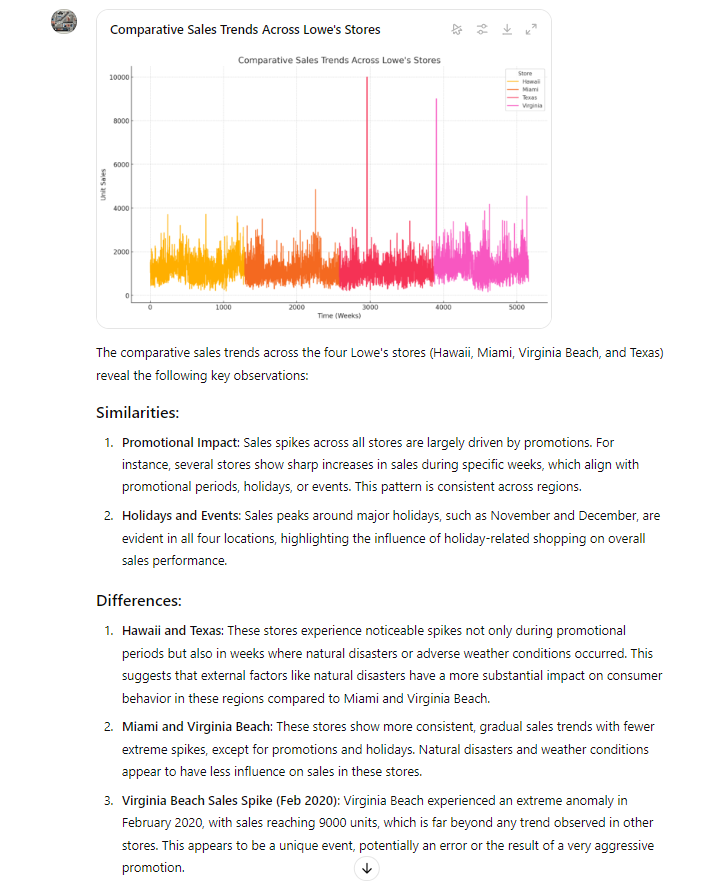 Comparative Sales Trends Across Lowe's Stores
Comparative Sales Trends Across Lowe's Stores
Store
Hawaii
Miami
Texas
Virginia
10000
8000
6000
4000
2000
0
Unit Sales
0 1000 2000 3000 4000 5000
Time (Weeks)
The comparative sales trends across the four Lowe's stores (Hawaii, Miami, Virginia Beach, and Texas)
reveal the following key observations:
Similarities:
1. Promotional Impact: Sales spikes across all stores are largely driven by promotions. For
instance, several stores show sharp increases in sales during specific weeks, which align with
promotional periods, holidays, or events. This pattern is consistent across regions.
2. Holidays and Events: Sales peaks around major holidays, such as November and December, are
evident in all four locations, highlighting the influence of holiday-related shopping on overall
sales performance.
Differences:
1. Hawaii and Texas: These stores experience noticeable spikes not only during promotional
periods but also in weeks where natural disasters or adverse weather conditions occurred. This
suggests that external factors like natural disasters have a more substantial impact on consumer
behavior in these regions compared to Miami and Virginia Beach.
2. Miami and Virginia Beach: These stores show more consistent, gradual sales trends with fewer
extreme spikes, except for promotions and holidays. Natural disasters and weather conditions
appear to have less influence on sales in these stores.
3. Virginia Beach Sales Spike (Feb 2020): Virginia Beach experienced an extreme anomaly in
February 2020, with sales reaching 9000 units, which is far beyond any trend observed in other
stores. This appears to be a unique event, potentially an error or the result of a very aggressive
promotion.